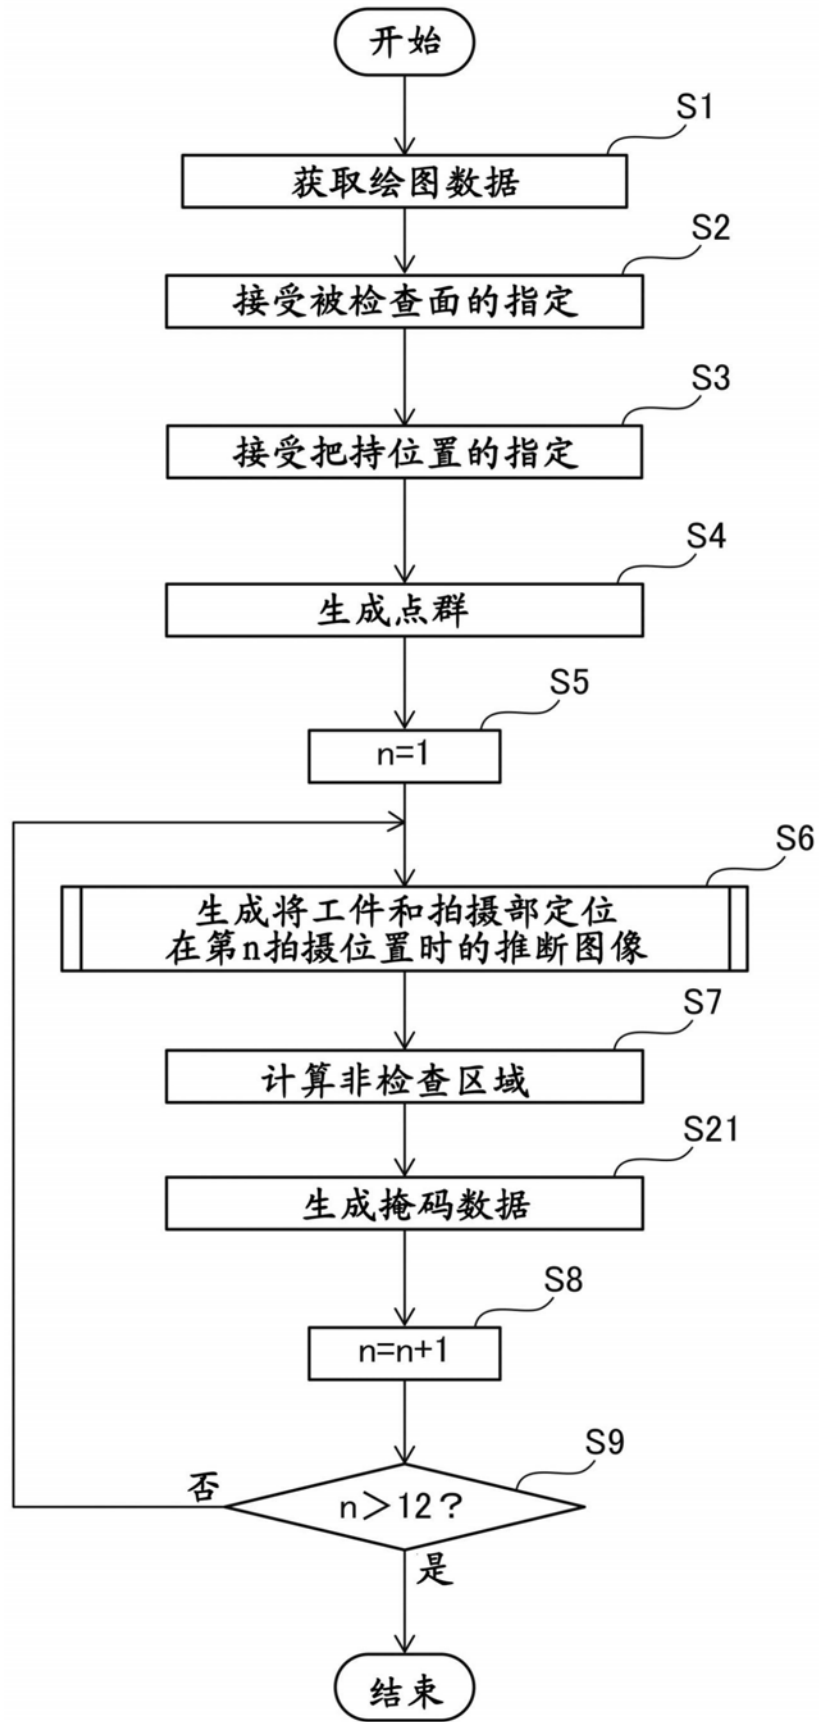 开始
S1
获取绘图数据
S2
接受被检查面的指定
S3
接受把持位置的指定
S4
生成点群
S5
n=1
S6
生成将工件和拍摄部定位
在第n拍摄位置时的推断图像
S7
计算非检查区域
S21
生成掩码数据
S8
n=n+1
S9
否
n＞12？
是
结束